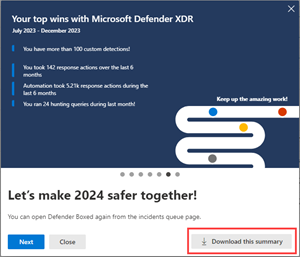 Your top wins with Microsoft Defender XDR
July 2023 - December 2023
You have more than 100 custom detections!
You took 142 response actions over the last 6
months
Automation took 5.21k response actions during the
last 6 months
You ran 24 hunting queries during last month!
Keep up the amazing work!
Let's make 2024 safer together!
You can open Defender Boxed again from the incidents queue page.
Next
Close
Download this summary